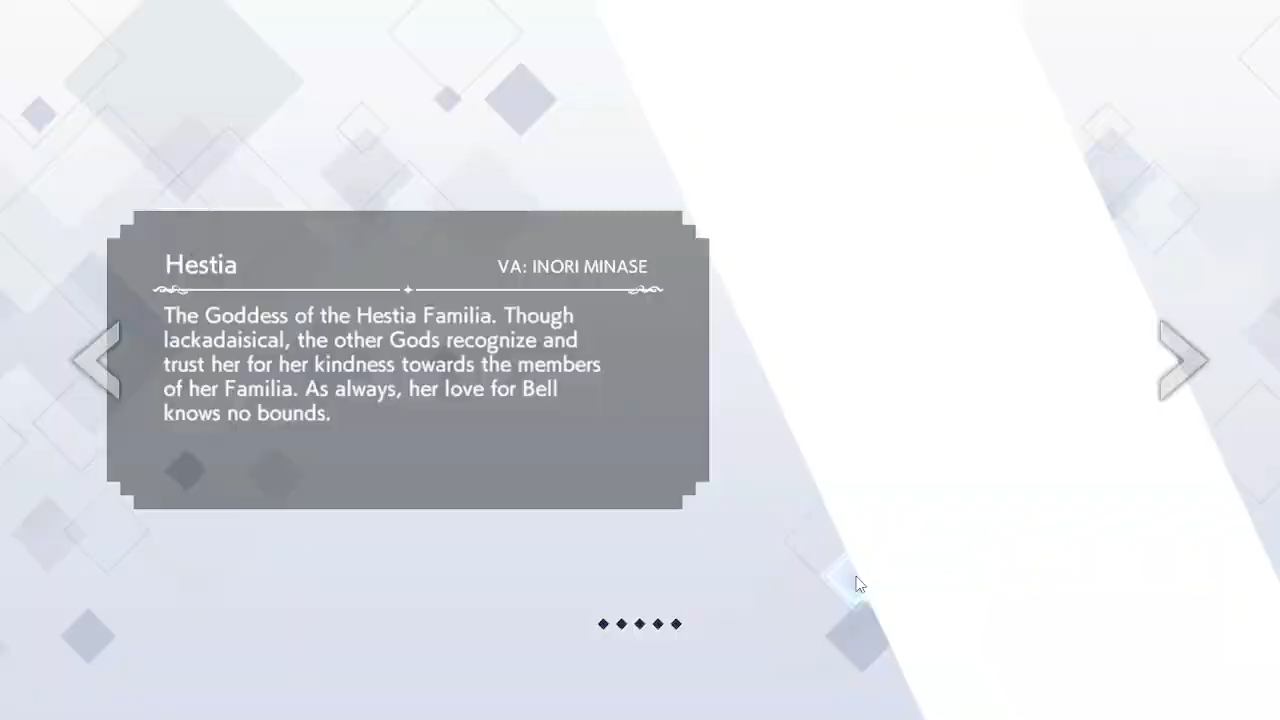 Hestia
VA: INORI MINASE
The Goddess of the Hestia Familia. Though
lackadaisical, the other Gods recognize and
trust her for her kindness towards the members
of her Familia. As always, her love for Bell
knows no bounds.